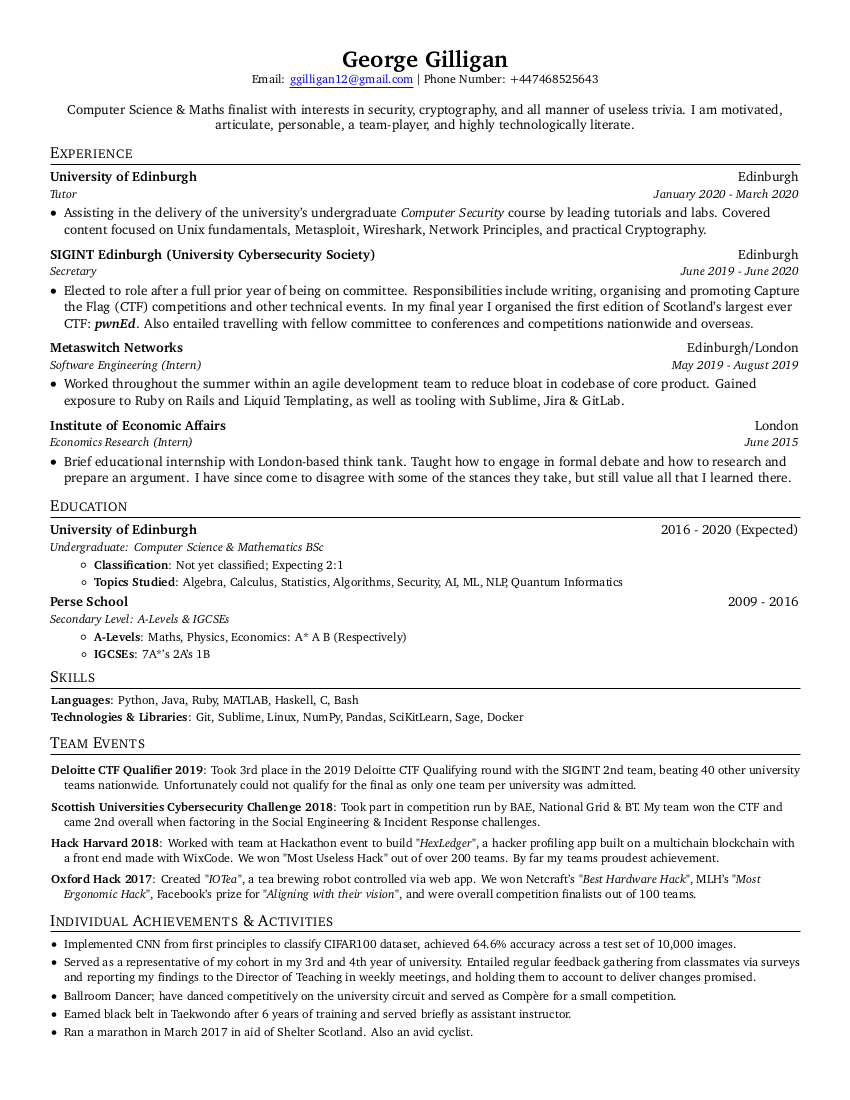 George Gilligan
Email: ggilligan12@gmail.com | Phone Number: +447468525643
Computer Science & Maths finalist with interests in security, cryptography, and all manner of useless trivia. I am motivated,
articulate, personable, a team-player, and highly technologically literate.
Experience
University of Edinburgh Edinburgh
Tutor January 2020 - March 2020
• Assisting in the delivery of the university's undergraduate Computer Security course by leading tutorials and labs. Covered
content focused on Unix fundamentals, Metasploit, Wireshark, Network Principles, and practical Cryptography.
SIGINT Edinburgh (University Cybersecurity Society) Edinburgh
Secretary June 2019 - June 2020
• Elected to role after a full prior year of being on committee. Responsibilities include writing, organising and promoting Capture
the Flag (CTF) competitions and other technical events. In my final year I organised the first edition of Scotland's largest ever
CTF: pwnEd. Also entailed travelling with fellow committee to conferences and competitions nationwide and overseas.
Metaswitch Networks Edinburgh/London
Software Engineering (Intern) May 2019 - August 2019
• Worked throughout the summer within an agile development team to reduce bloat in codebase of core product. Gained
exposure to Ruby on Rails and Liquid Templating, as well as tooling with Sublime, Jira & GitLab.
Institute of Economic Affairs London
Economics Research (Intern) June 2015
• Brief educational internship with London-based think tank. Taught how to engage in formal debate and how to research and
prepare an argument. I have since come to disagree with some of the stances they take, but still value all that I learned there.
Education
University of Edinburgh 2016 - 2020 (Expected)
Undergraduate: Computer Science & Mathematics BSc
◦ Classification: Not yet classified; Expecting 2:1
◦ Topics Studied: Algebra, Calculus, Statistics, Algorithms, Security, AI, ML, NLP, Quantum Informatics
Perse School 2009 - 2016
Secondary Level: A-Levels & IGCSEs
◦ A-Levels: Maths, Physics, Economics: A* A B (Respectively)
◦ IGCSEs: 7A*'s 2A's 1B
Skills
Languages: Python, Java, Ruby, MATLAB, Haskell, C, Bash
Technologies & Libraries: Git, Sublime, Linux, NumPy, Pandas, SciKitLearn, Sage, Docker
Team Events
Deloitte CTF Qualifier 2019: Took 3rd place in the 2019 Deloitte CTF Qualifying round with the SIGINT 2nd team, beating 40 other university
teams nationwide. Unfortunately could not qualify for the final as only one team per university was admitted.
Scottish Universities Cybersecurity Challenge 2018: Took part in competition run by BAE, National Grid & BT. My team won the CTF and
came 2nd overall when factoring in the Social Engineering & Incident Response challenges.
Hack Harvard 2018: Worked with team at Hackathon event to build "HexLedger", a hacker profiling app built on a multichain blockchain with
a front end made with WixCode. We won "Most Useless Hack" out of over 200 teams. By far my teams proudest achievement.
Oxford Hack 2017: Created "IOTea", a tea brewing robot controlled via web app. We won Netcraft's "Best Hardware Hack", MLH's "Most
Ergonomic Hack", Facebook's prize for "Aligning with their vision", and were overall competition finalists out of 100 teams.
Individual Achievements & Activities
• Implemented CNN from first principles to classify CIFAR100 dataset, achieved 64.6% accuracy across a test set of 10,000 images.
• Served as a representative of my cohort in my 3rd and 4th year of university. Entailed regular feedback gathering from classmates via surveys
and reporting my findings to the Director of Teaching in weekly meetings, and holding them to account to deliver changes promised.
• Ballroom Dancer; have danced competitively on the university circuit and served as Compère for a small competition.
• Earned black belt in Taekwondo after 6 years of training and served briefly as assistant instructor.
• Ran a marathon in March 2017 in aid of Shelter Scotland. Also an avid cyclist.